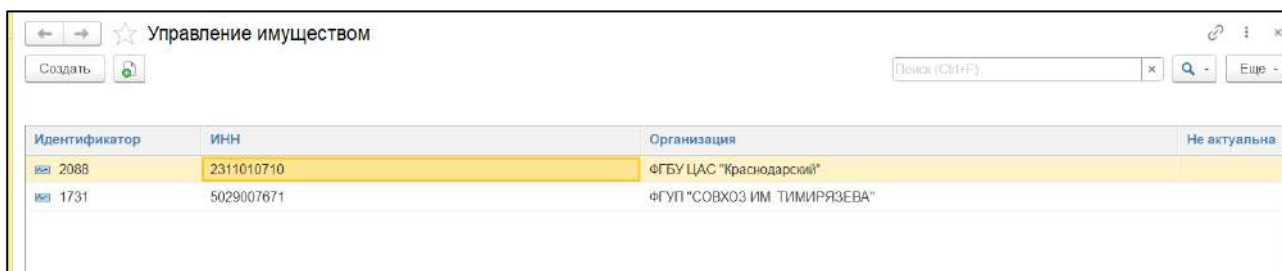 Управление имуществом
Создать Поиск (Ctrl+F) × Еще
Идентификатор ИНН Организация Не актуальна
2088 2311010710 ФГБУ ЦАС "Краснодарский"
1731 5029007671 ФГУП "СОВХОЗ ИМ. ТИМИРЯЗЕВА"